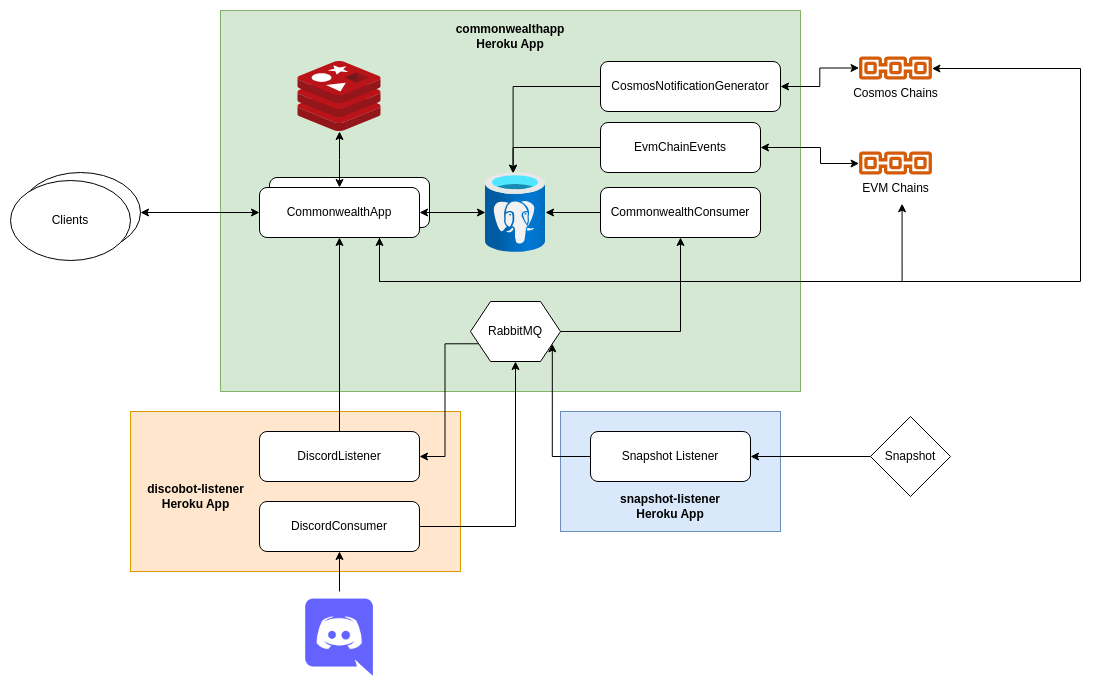 commonwealthapp
Heroku App
CosmosNotificationGenerator
Cosmos Chains
EvmChainEvents
EVM Chains
Clients
CommonwealthApp
CommonwealthConsumer
RabbitMQ
DiscordListener
Snapshot Listener
Snapshot
discobot-listener
Heroku App
snapshot-listener
Heroku App
DiscordConsumer